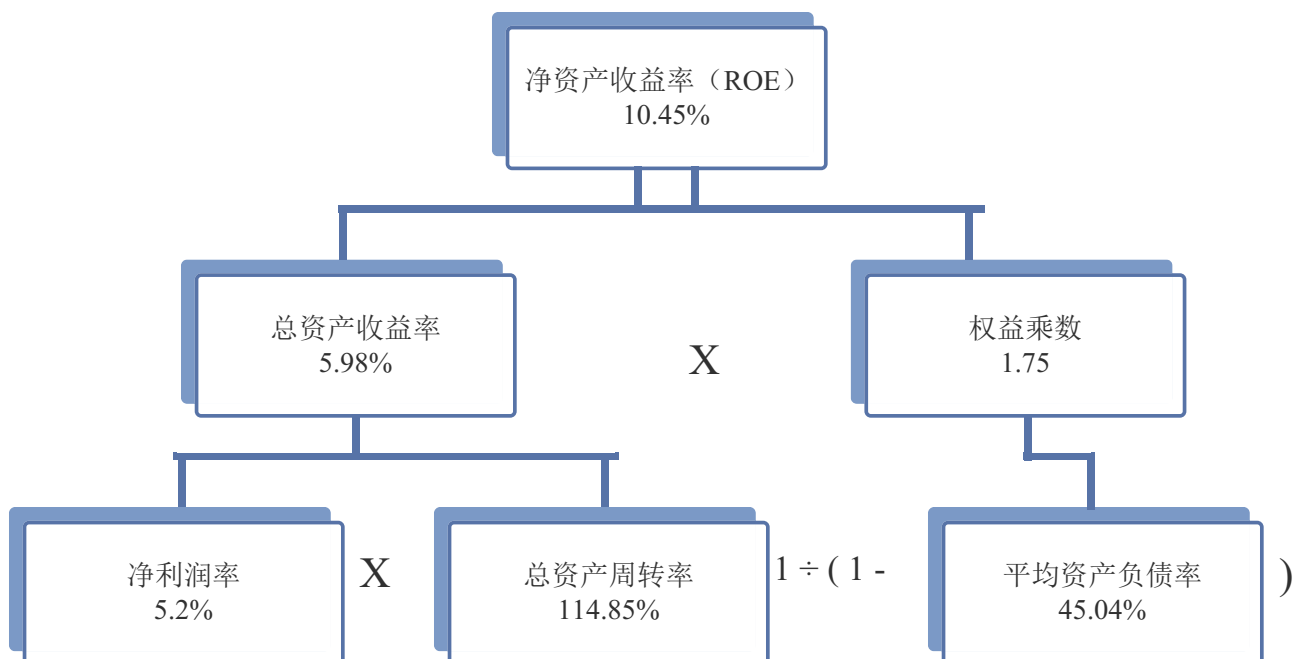 净资产收益率（ROE）
10.45%
总资产收益率
5.98%
X
权益乘数
1.75
净利润率
5.2%
X
总资产周转率
114.85%
1 ÷ ( 1 -
平均资产负债率
45.04%
)